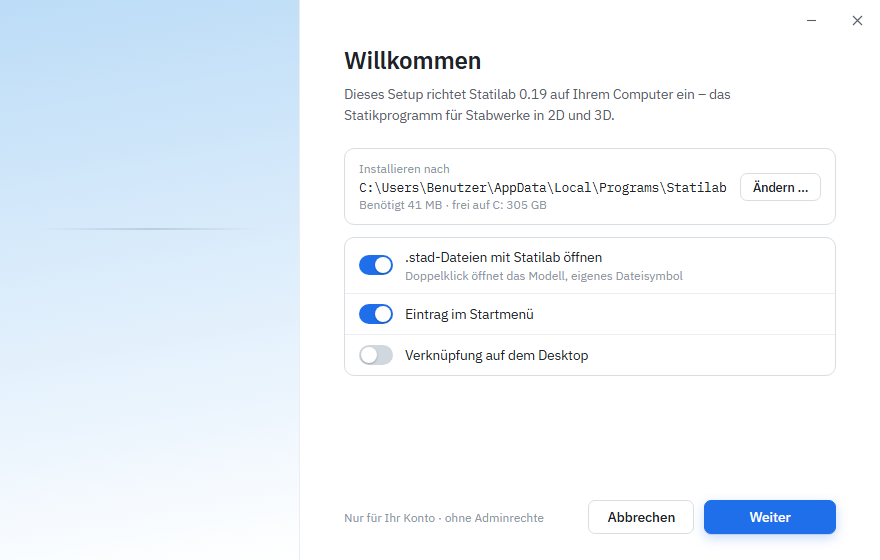 Willkommen
Dieses Setup richtet Statilab 0.19 auf Ihrem Computer ein – das
Statikprogramm für Stabwerke in 2D und 3D.
Installieren nach
C:\Users\Benutzer\AppData\Local\Programs\Statilab
Ändern ...
Benötigt 41 MB · frei auf C: 305 GB
.stad-Dateien mit Statilab öffnen
Doppelklick öffnet das Modell, eigenes Dateisymbol
Eintrag im Startmenü
Verknüpfung auf dem Desktop
Nur für Ihr Konto · ohne Adminrechte
Abbrechen
Weiter